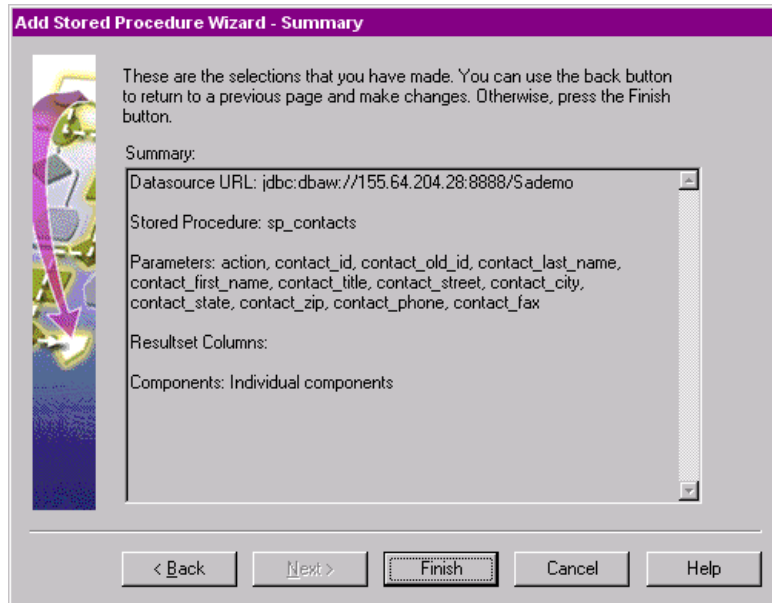 Add Stored Procedure Wizard - Summary
These are the selections that you have made. You can use the back button
to return to a previous page and make changes. Otherwise, press the Finish
button.
Summary:
Datasource URL: jdbc:dbaw://155.64.204.28:8888/Sademo
Stored Procedure: sp_contacts
Parameters: action, contact_id, contact_old_id, contact_last_name,
contact_first_name, contact_title, contact_street, contact_city,
contact_state, contact_zip, contact_phone, contact_fax
Resultset Columns:
Components: Individual components
< Back Next > Finish Cancel Help